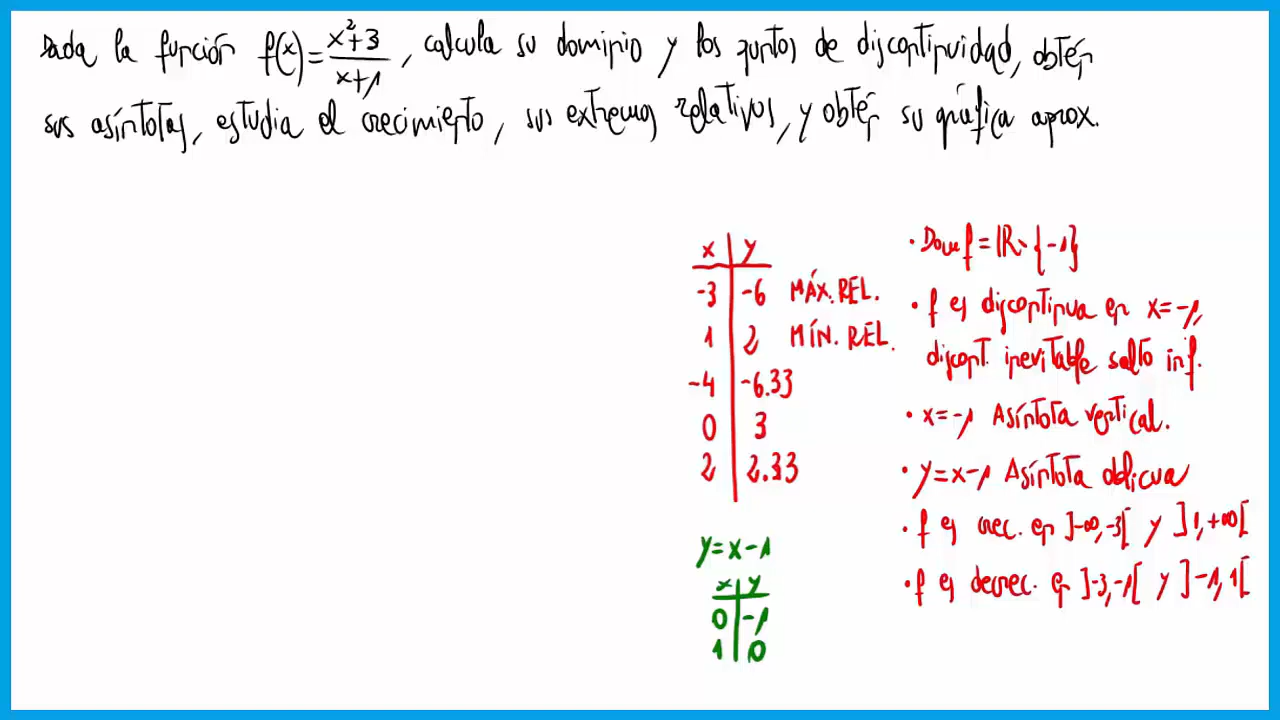 Dada la función f(x)=(x²+3)/(x+1), calcula su dominio y los puntos de discontinuidad, obtén
sus asíntotas, estudia el crecimiento, sus extremos relativos, y obtén su gráfica aprox.
x | y
-3 | -6 MÁX. REL.
1 | 2 MÍN. REL.
-4 | -6.33
0 | 3
2 | 2.33
y=x-1
x | y
0 | -1
1 | 0
· Dom f = ℝ∖{-1}
· f es discontinua en x=-1,
discont. inevitable salto inf.
· x=-1 Asíntota vertical.
· y=x-1 Asíntota oblicua
· f es crec. en ]-∞,-3[ y ]1,+∞[
· f es decrec. en ]-3,-1[ y ]-1,1[